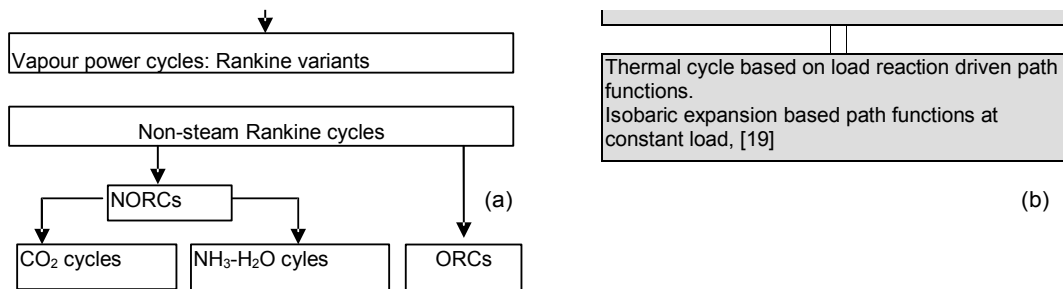 Vapour power cycles: Rankine variants
Non-steam Rankine cycles
NORCs
(a)
CO₂ cycles
NH₃-H₂O cyles
ORCs
Thermal cycle based on load reaction driven path
functions.
Isobaric expansion based path functions at
constant load, [19]
(b)